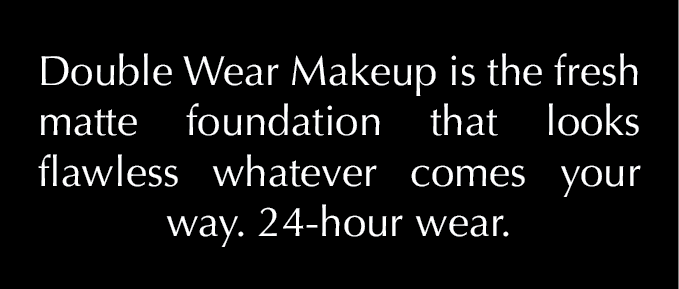 Double Wear Makeup is the fresh
matte foundation that looks
flawless whatever comes your
way. 24-hour wear.